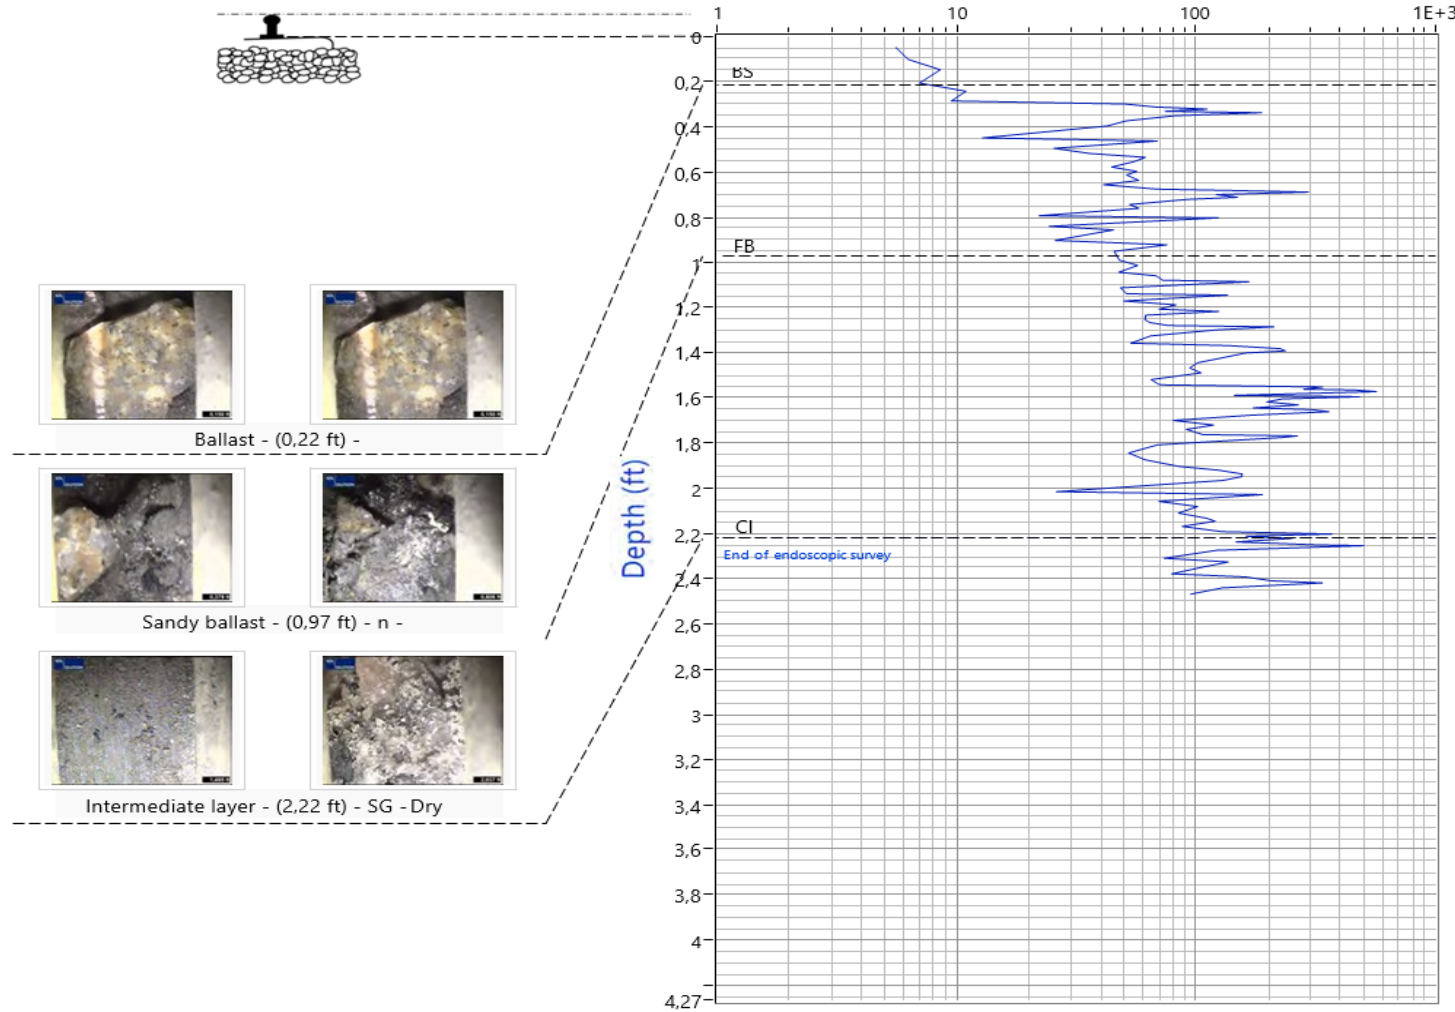 1 10 100 1E+3
0
BS
0,2
0,4
0,6
0,8
FB
1
1,2
1,4
1,6
1,8
2
CI
2,2
End of endoscopic survey
2,4
2,6
2,8
3
3,2
3,4
3,6
3,8
4
4,27
Depth (ft)
Ballast - (0,22 ft) -
Sandy ballast - (0,97 ft) - n -
Intermediate layer - (2,22 ft) - SG - Dry